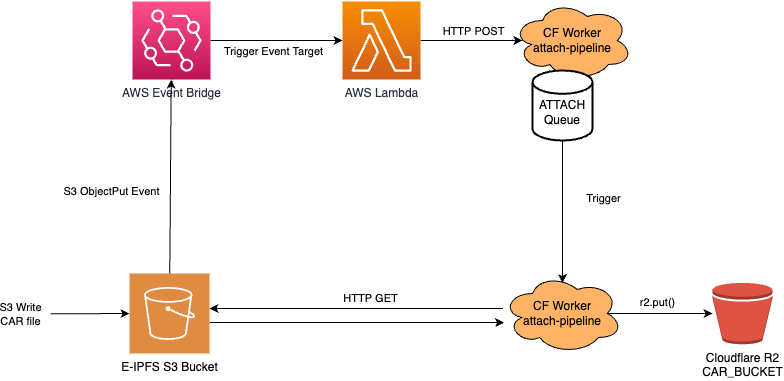 CF Worker
attach-pipeline
HTTP POST
Trigger Event Target
AWS Event Bridge
AWS Lambda
ATTACH
Queue
S3 ObjectPut Event
Trigger
S3 Write
CAR file
HTTP GET
CF Worker
attach-pipeline
r2.put()
E-IPFS S3 Bucket
Cloudflare R2
CAR_BUCKET